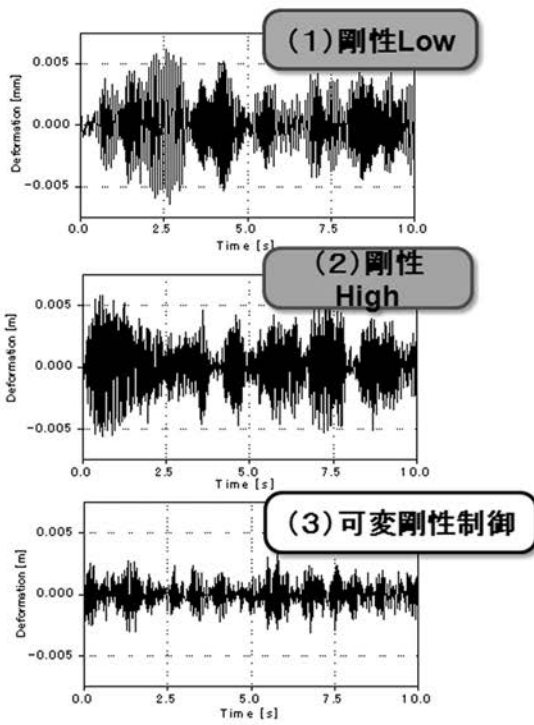 (1)剛性Low
Deformation [mm]
0.005
0.000
-0.005
0.0 2.5 5.0 7.5 10.0
Time [s]
(2)剛性
High
Deformation [m]
0.005
0.000
-0.005
0.0 2.5 5.0 7.5 10.0
Time [s]
(3)可変剛性制御
Deformation [m]
0.005
0.000
-0.005
0.0 2.5 5.0 7.5 10.0
Time [s]